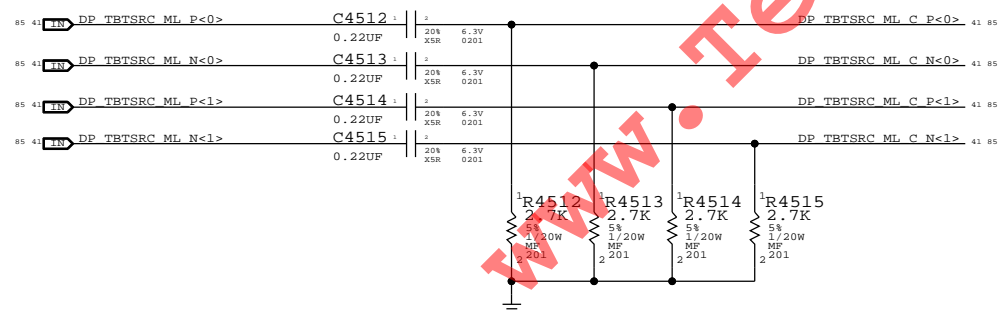 85 41 IN DP_TBTSRC_ML_P<0> C4512 1 2 DP_TBTSRC_ML_C_P<0> 41 85
0.22UF 20% 6.3V
X5R 0201
85 41 IN DP_TBTSRC_ML_N<0> C4513 1 2 DP_TBTSRC_ML_C_N<0> 41 85
0.22UF 20% 6.3V
X5R 0201
85 41 IN DP_TBTSRC_ML_P<1> C4514 1 2 DP_TBTSRC_ML_C_P<1> 41 85
0.22UF 20% 6.3V
X5R 0201
85 41 IN DP_TBTSRC_ML_N<1> C4515 1 2 DP_TBTSRC_ML_C_N<1> 41 85
0.22UF 20% 6.3V
X5R 0201
1 R4512 1 R4513 1 R4514 1 R4515
2.7K 2.7K 2.7K 2.7K
5% 5% 5% 5%
1/20W 1/20W 1/20W 1/20W
MF MF MF MF
2 201 2 201 2 201 2 201
www.Te